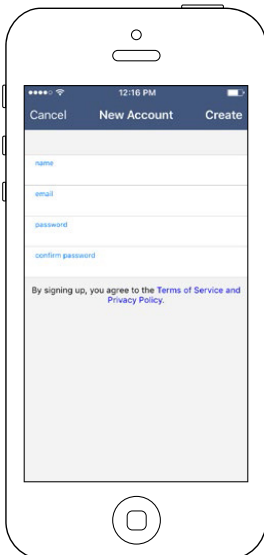 12:16 PM
Cancel New Account Create
name
email
password
confirm password
By signing up, you agree to the Terms of Service and
Privacy Policy.